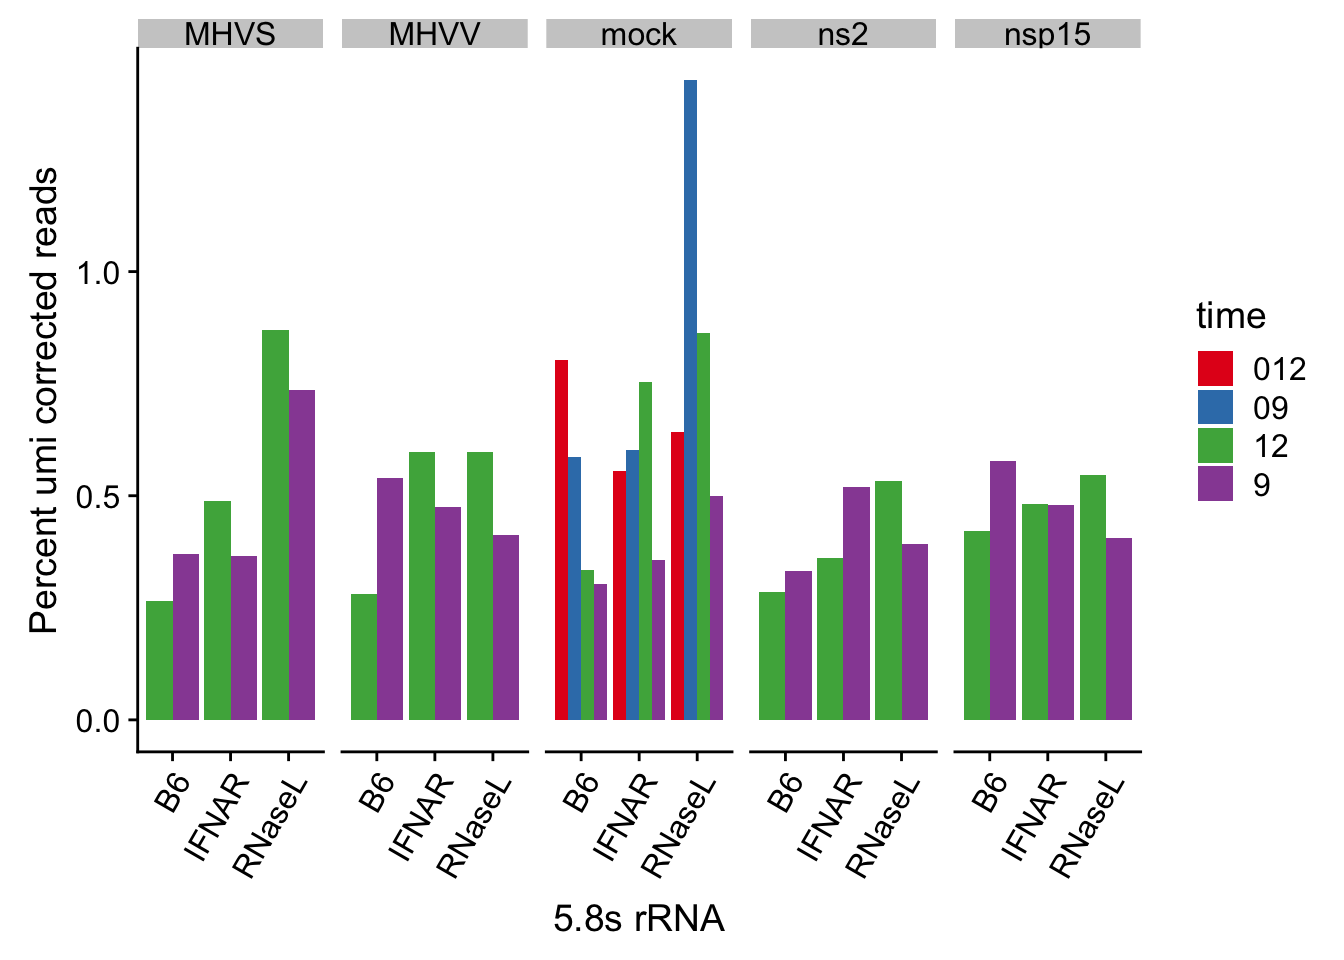 MHVS MHVV mock ns2 nsp15
Percent umi corrected reads
1.0
0.5
0.0
B6 IFNAR RNaseL B6 IFNAR RNaseL B6 IFNAR RNaseL B6 IFNAR RNaseL B6 IFNAR RNaseL
5.8s rRNA
time
012
09
12
9